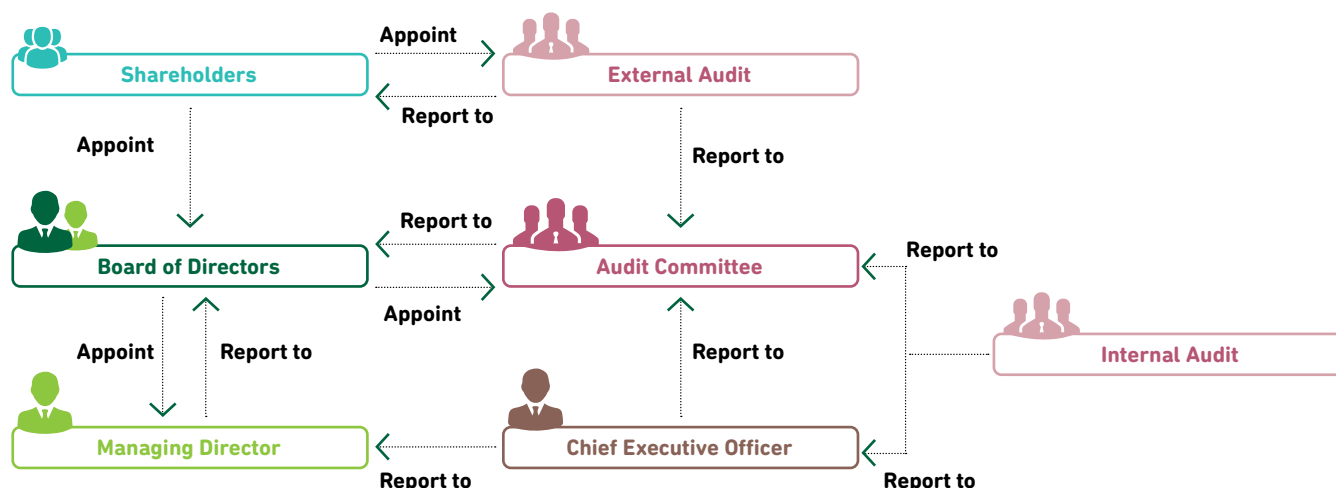 Appoint
Shareholders
External Audit
Report to
Appoint
Report to
Report to
Board of Directors
Audit Committee
Report to
Appoint
Appoint
Report to
Report to
Internal Audit
Managing Director
Chief Executive Officer
Report to
Report to